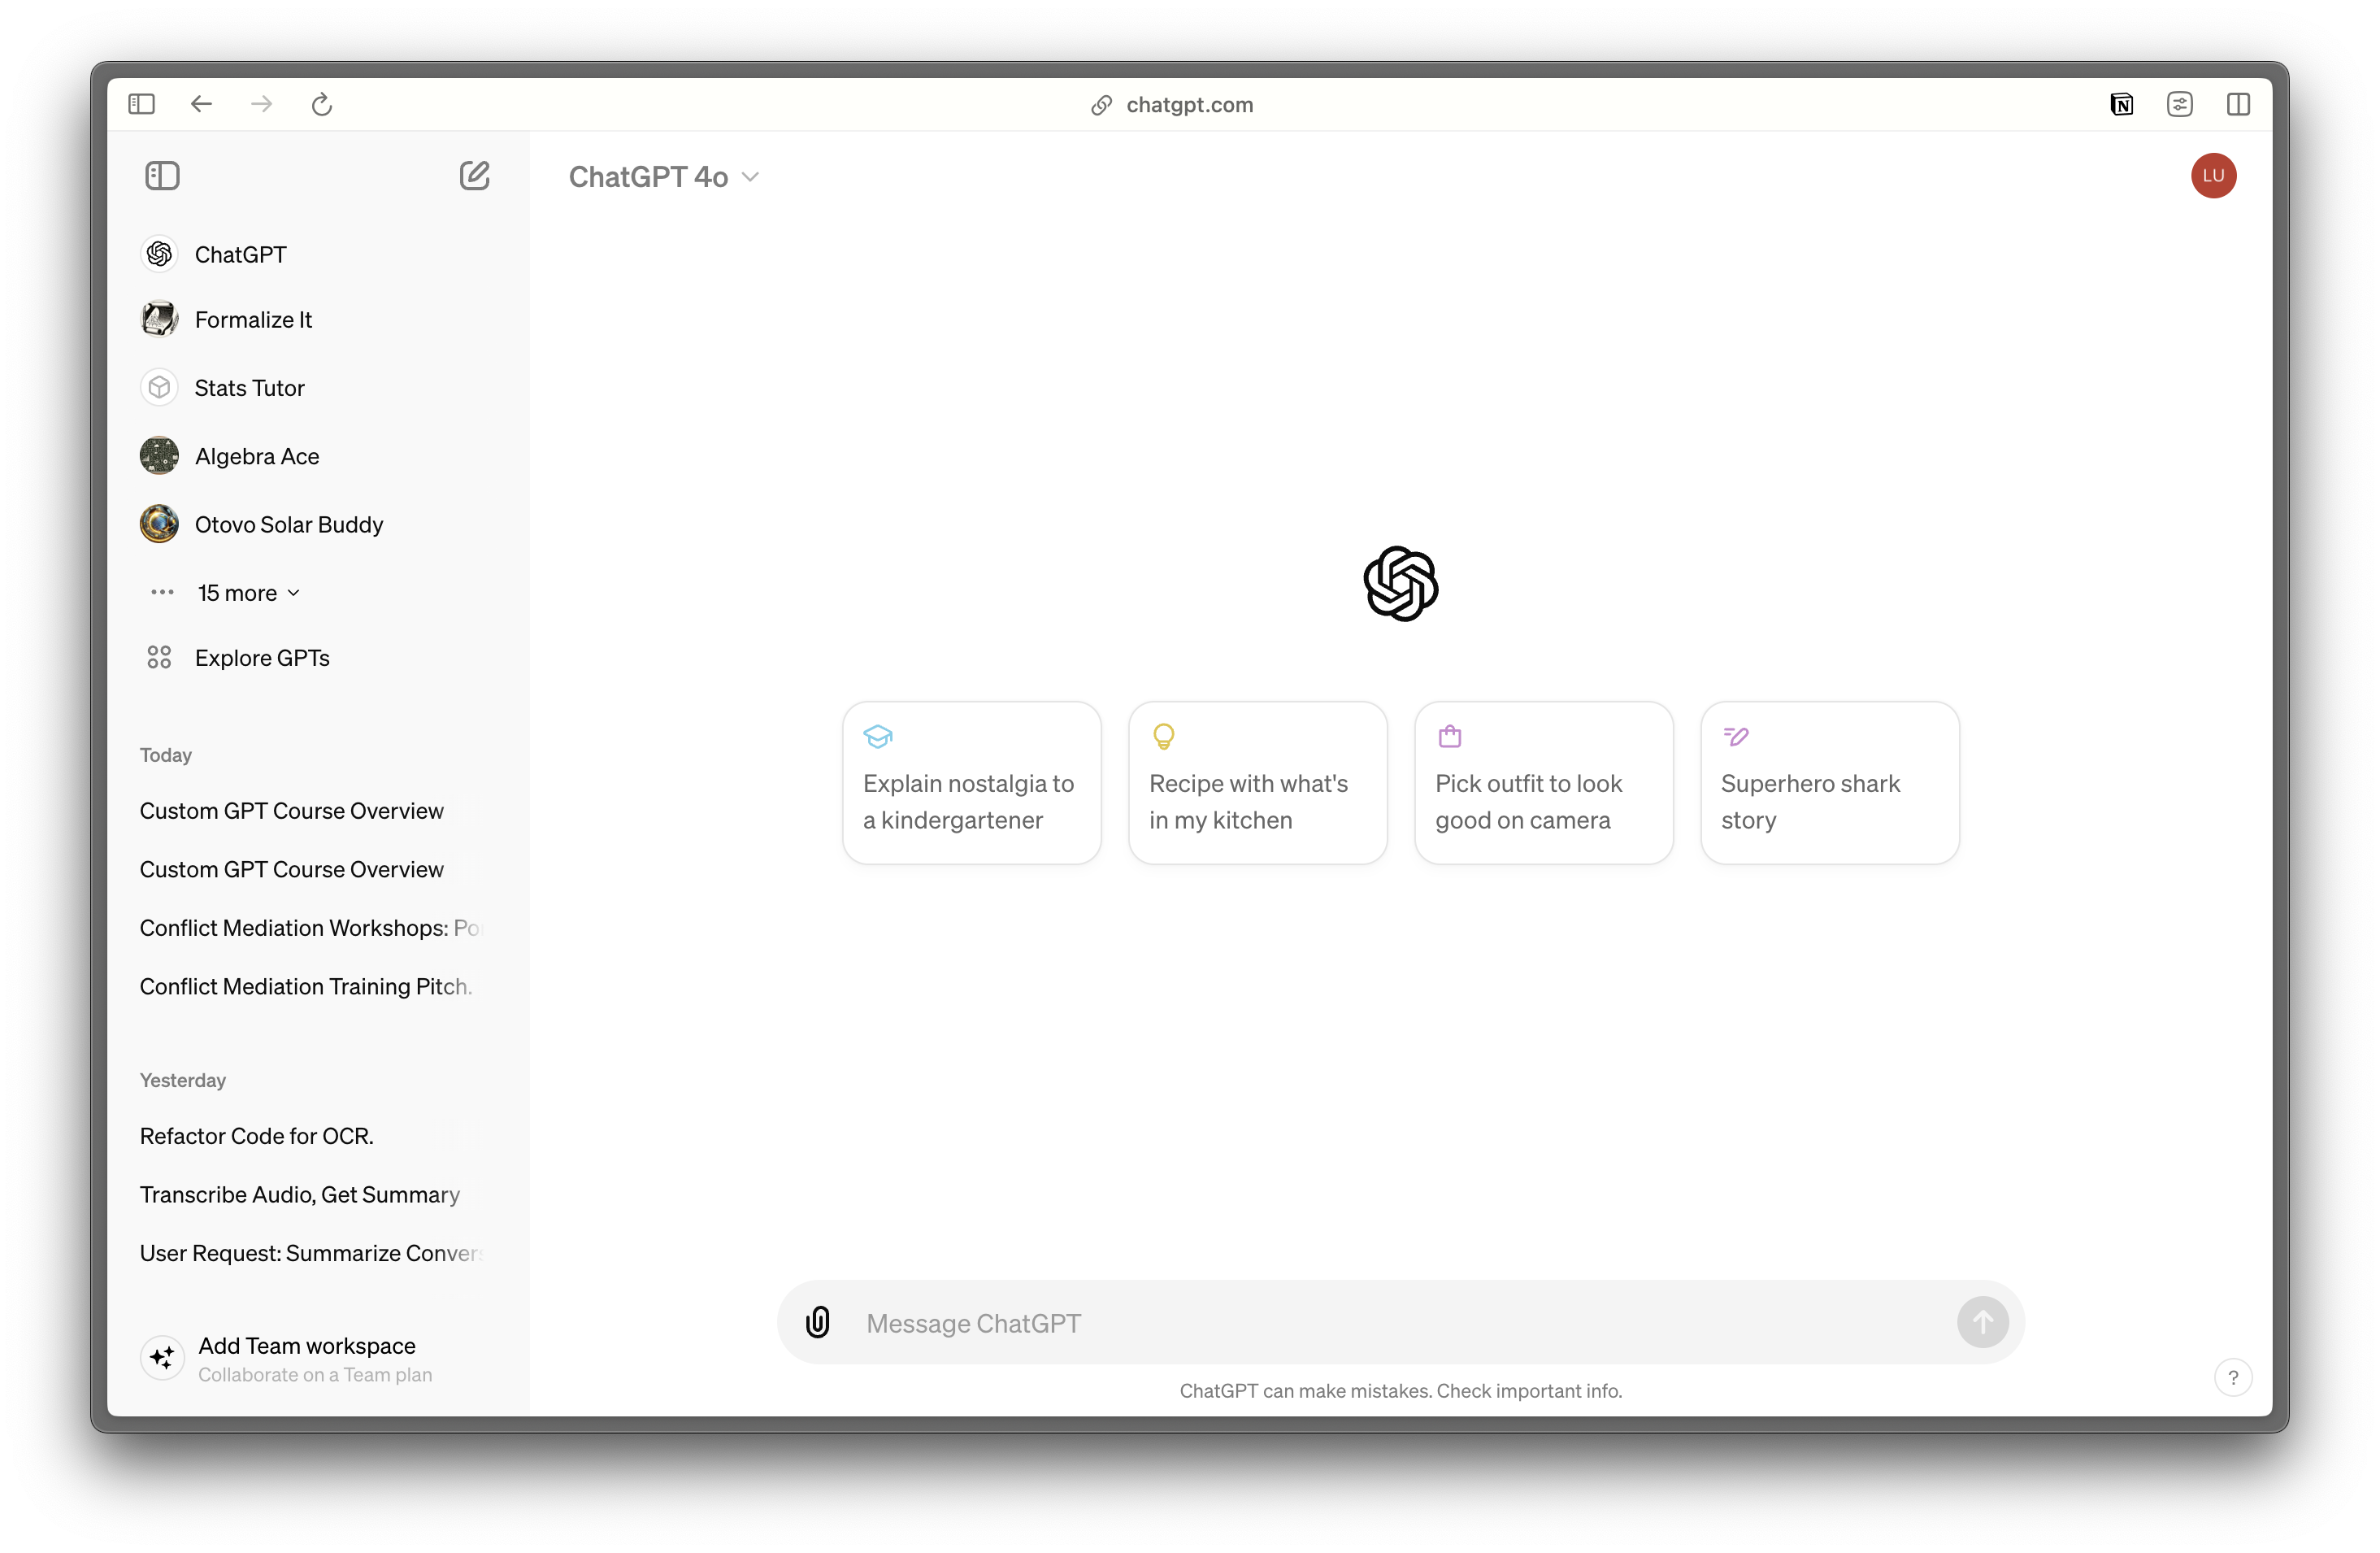 chatgpt.com
ChatGPT 4o
LU
ChatGPT
Formalize It
Stats Tutor
Algebra Ace
Otovo Solar Buddy
15 more
Explore GPTs
Today
Custom GPT Course Overview
Custom GPT Course Overview
Conflict Mediation Workshops:
Conflict Mediation Training Pitch.
Yesterday
Refactor Code for OCR.
Transcribe Audio, Get Summary
User Request: Summarize
Add Team workspace
Collaborate on a Team plan
Explain nostalgia to
a kindergartener
Recipe with what's
in my kitchen
Pick outfit to look
good on camera
Superhero shark
story
Message ChatGPT
ChatGPT can make mistakes. Check important info.
?